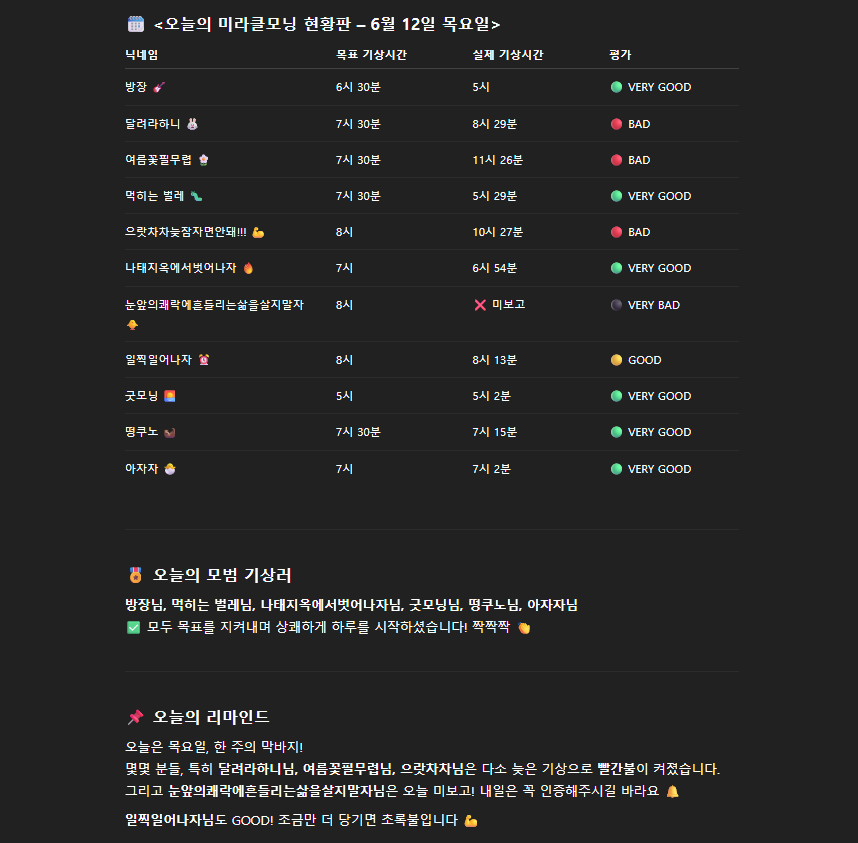 🗓️ <오늘의 미라클모닝 현황판 – 6월 12일 목요일>
닉네임 목표 기상시간 실제 기상시간 평가
방장 🎸 6시 30분 5시 🟢 VERY GOOD
달려라하니 🐰 7시 30분 8시 29분 🔴 BAD
여름꽃필무렵 🌸 7시 30분 11시 26분 🔴 BAD
먹히는 벌레 🐛 7시 30분 5시 29분 🟢 VERY GOOD
으랏차차늦잠자면안돼!!! 💪 8시 10시 27분 🔴 BAD
나태지옥에서벗어나자 🔥 7시 6시 54분 🟢 VERY GOOD
눈앞의쾌락에흔들리는삶을살지말자 8시 ❌ 미보고 ⚫ VERY BAD
🐥
일찍일어나자 ⏰ 8시 8시 13분 🟡 GOOD
굿모닝 🌅 5시 5시 2분 🟢 VERY GOOD
떵쿠노 🐿️ 7시 30분 7시 15분 🟢 VERY GOOD
아자자 🐣 7시 7시 2분 🟢 VERY GOOD
🏅 오늘의 모범 기상러
방장님, 먹히는 벌레님, 나태지옥에서벗어나자님, 굿모닝님, 떵쿠노님, 아자자님
✅ 모두 목표를 지켜내며 상쾌하게 하루를 시작하셨습니다! 짝짝짝 👏
📌 오늘의 리마인드
오늘은 목요일, 한 주의 막바지!
몇몇 분들, 특히 달려라하니님, 여름꽃필무렵님, 으랏차차님은 다소 늦은 기상으로 빨간불이 켜졌습니다.
그리고 눈앞의쾌락에흔들리는삶을살지말자님은 오늘 미보고! 내일은 꼭 인증해주시길 바라요 🔔
일찍일어나자님도 GOOD! 조금만 더 당기면 초록불입니다 💪